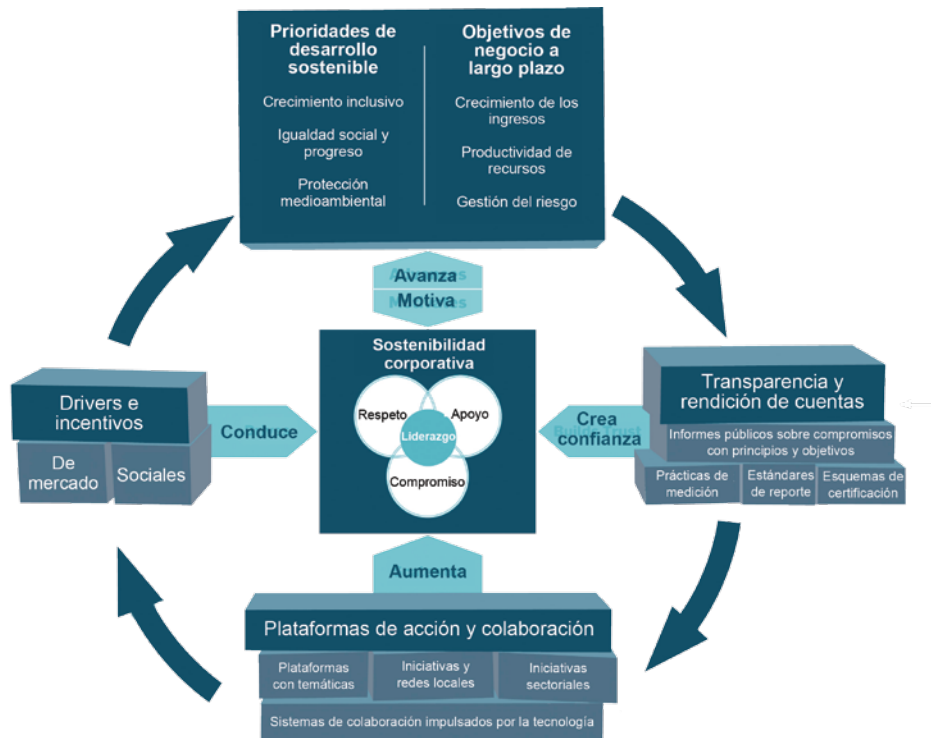 Prioridades de
desarrollo
sostenible
Crecimiento inclusivo
Igualdad social y
progreso
Protección
medioambiental
Objetivos de
negocio a
largo plazo
Crecimiento de los
ingresos
Productividad de
recursos
Gestión del riesgo
Avanza
Motiva
Sostenibilidad
corporativa
Respeto
Apoyo
Liderazgo
Compromiso
Drivers e
incentivos
De
mercado
Sociales
Conduce
Crea
confianza
Transparencia y
rendición de cuentas
Informes públicos sobre compromisos
con principios y objetivos
Prácticas de
medición
Estándares
de reporte
Esquemas de
certificación
Aumenta
Plataformas de acción y colaboración
Plataformas
con temáticas
Iniciativas y
redes locales
Iniciativas
sectoriales
Sistemas de colaboración impulsados por la tecnología